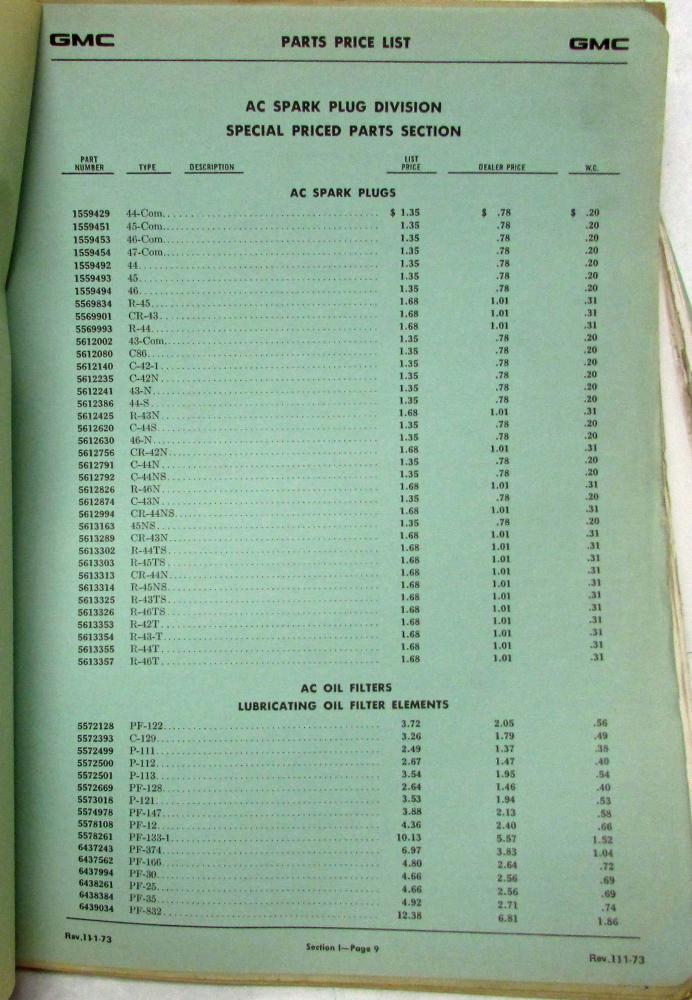 GMC PARTS PRICE LIST GMC
AC SPARK PLUG DIVISION
SPECIAL PRICED PARTS SECTION
PART NUMBER TYPE DESCRIPTION LIST PRICE DEALER PRICE W.C.
AC SPARK PLUGS
1559429 44-Com. $ 1.35 $ .78 $ .20
1559451 45-Com. 1.35 .78 .20
1559453 46-Com. 1.35 .78 .20
1559454 47-Com. 1.35 .78 .20
1559492 44 1.35 .78 .20
1559493 45 1.35 .78 .20
1559494 46 1.35 .78 .20
5569834 R-45 1.68 1.01 .31
5569901 CR-43 1.68 1.01 .31
5569993 R-44 1.68 1.01 .31
5612002 43-Com. 1.35 .78 .20
5612080 C86 1.35 .78 .20
5612140 C-42-1 1.35 .78 .20
5612235 C-42N 1.35 .78 .20
5612241 43-N 1.35 .78 .20
5612386 44-S 1.35 .78 .20
5612425 R-43N 1.68 1.01 .31
5612620 C-44S 1.35 .78 .20
5612630 46-N 1.35 .78 .20
5612756 CR-42N 1.68 1.01 .31
5612791 C-44N 1.35 .78 .20
5612792 C-44NS 1.35 .78 .20
5612826 R-46N 1.68 1.01 .31
5612874 C-43N 1.35 .78 .20
5612994 CR-44NS 1.68 1.01 .31
5613163 45NS 1.35 .78 .20
5613289 CR-43N 1.68 1.01 .31
5613302 R-44TS 1.68 1.01 .31
5613303 R-45TS 1.68 1.01 .31
5613313 CR-44N 1.68 1.01 .31
5613314 R-45NS 1.68 1.01 .31
5613325 R-43TS 1.68 1.01 .31
5613326 R-46TS 1.68 1.01 .31
5613353 R-42T 1.68 1.01 .31
5613354 R-43-T 1.68 1.01 .31
5613355 R-44T 1.68 1.01 .31
5613357 R-46T 1.68 1.01 .31
AC OIL FILTERS
LUBRICATING OIL FILTER ELEMENTS
5572128 PF-122 3.72 2.05 .56
5572393 C-129 3.26 1.79 .49
5572499 P-111 2.49 1.37 .38
5572500 P-112 2.67 1.47 .40
5572501 P-113 3.54 1.95 .54
5572669 PF-128 2.64 1.46 .40
5573018 P-121 3.53 1.94 .53
5574978 PF-147 3.88 2.13 .58
5578108 PF-12 4.36 2.40 .66
5578261 PF-133-1 10.13 5.57 1.52
6437243 PF-374 6.97 3.83 1.04
6437562 PF-166 4.80 2.64 .72
6437994 PF-30 4.66 2.56 .69
6438261 PF-25 4.66 2.56 .69
6438384 PF-35 4.92 2.71 .74
6439034 PF-832 12.38 6.81 1.86
Rev.11-1-73 Section I—Page 9 Rev.11-1-73